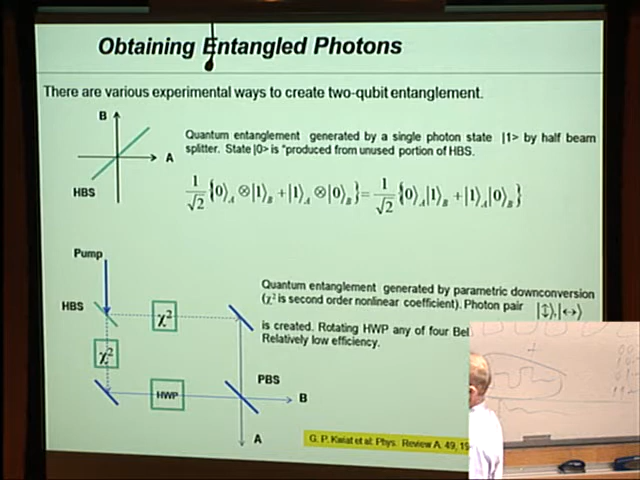 Obtaining Entangled Photons
There are various experimental ways to create two-qubit entanglement.
B
A
HBS
Quantum entanglement generated by a single photon state |1> by half beam
splitter. State |0> is "produced from unused portion of HBS.
1/√2 {0⟩_A ⊗|1⟩_B + |1⟩_A ⊗|0⟩_B} = 1/√2 {0⟩_A|1⟩_B + |1⟩_A|0⟩_B}
Pump
HBS
χ²
χ²
HWP
PBS
B
A
Quantum entanglement generated by parametric downconversion
(χ² is second order nonlinear coefficient). Photon pair |↕⟩,|↔⟩
is created. Rotating HWP any of four Bel
Relatively low efficiency.
G. P. Kwiat et al. Phys. Review A. 49, 19